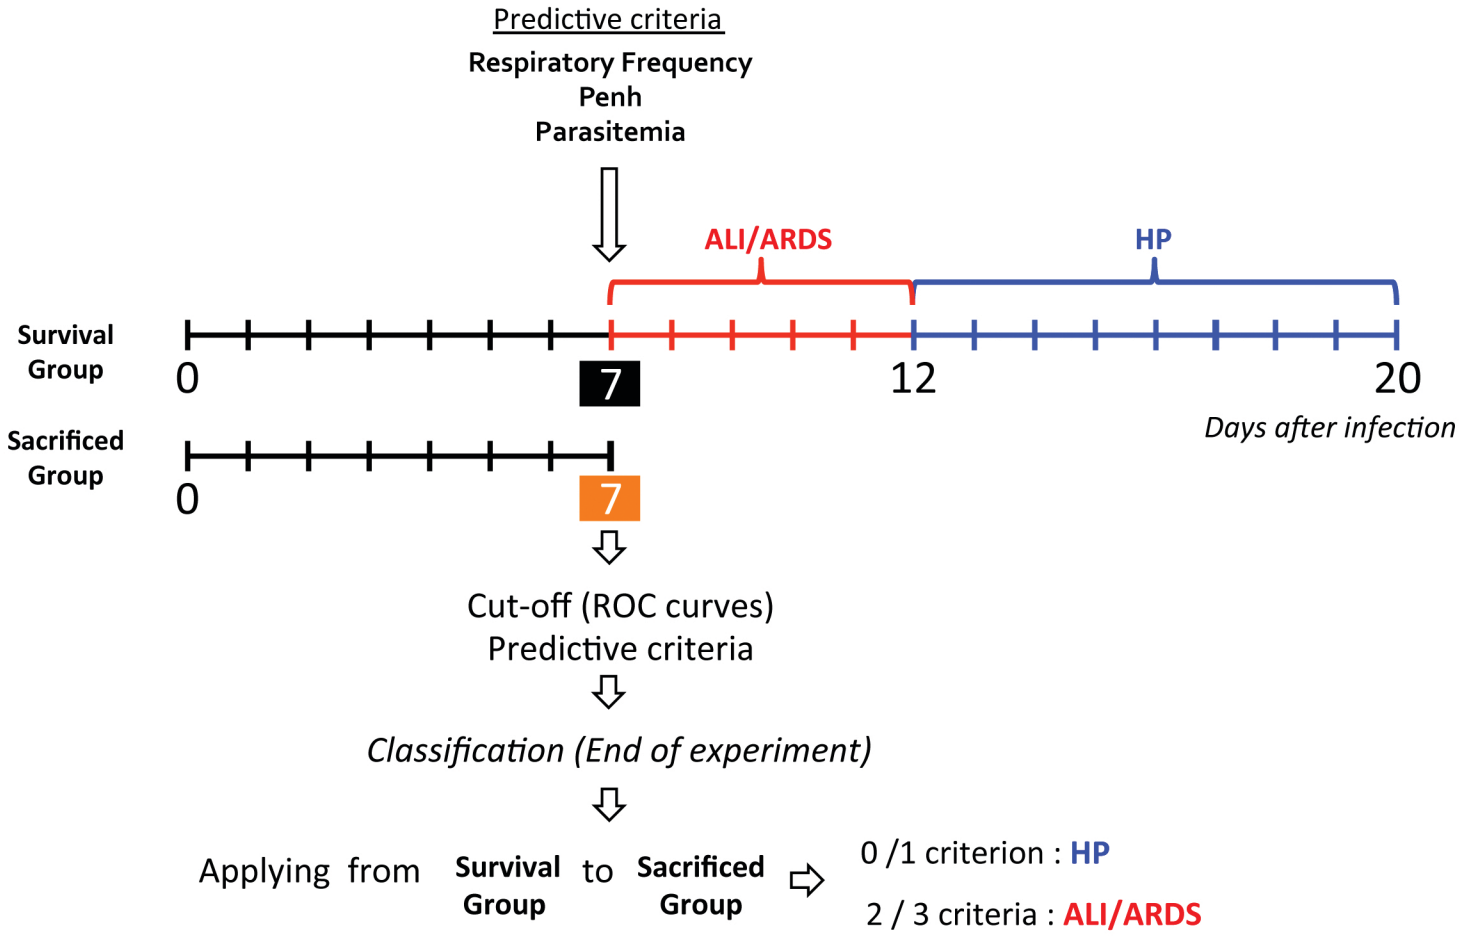 Predictive criteria
Respiratory Frequency
Penh
Parasitemia
ALI/ARDS
HP
Survival
Group
0
7
12
20
Days after infection
Sacrificed
Group
0
7
Cut-off (ROC curves)
Predictive criteria
Classification (End of experiment)
Applying from Survival Group to Sacrificed Group
0 /1 criterion : HP
2 / 3 criteria : ALI/ARDS